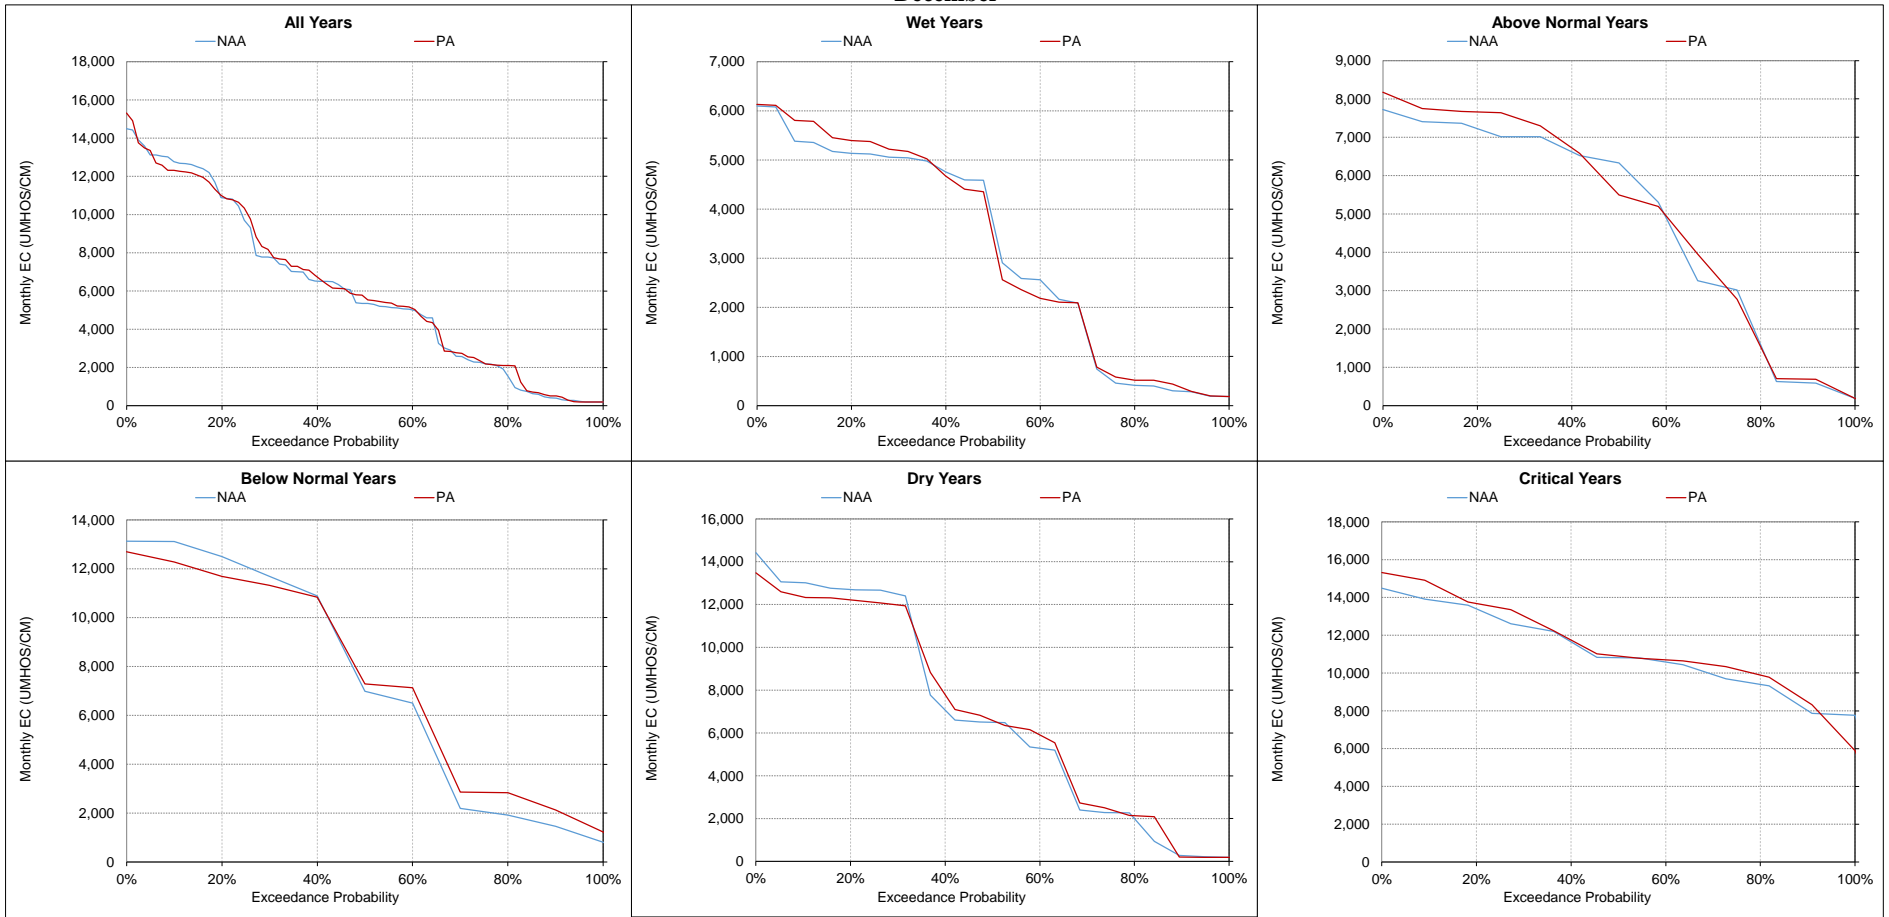 All Years
NAA PA
18,000
16,000
14,000
12,000
10,000
8,000
6,000
4,000
2,000
0
0% 20% 40% 60% 80% 100%
Monthly EC (UMHOS/CM)
Exceedance Probability
Wet Years
NAA PA
7,000
6,000
5,000
4,000
3,000
2,000
1,000
0
0% 20% 40% 60% 80% 100%
Monthly EC (UMHOS/CM)
Exceedance Probability
Above Normal Years
NAA PA
9,000
8,000
7,000
6,000
5,000
4,000
3,000
2,000
1,000
0
0% 20% 40% 60% 80% 100%
Monthly EC (UMHOS/CM)
Exceedance Probability
Below Normal Years
NAA PA
14,000
12,000
10,000
8,000
6,000
4,000
2,000
0
0% 20% 40% 60% 80% 100%
Monthly EC (UMHOS/CM)
Exceedance Probability
Dry Years
NAA PA
16,000
14,000
12,000
10,000
8,000
6,000
4,000
2,000
0
0% 20% 40% 60% 80% 100%
Monthly EC (UMHOS/CM)
Exceedance Probability
Critical Years
NAA PA
18,000
16,000
14,000
12,000
10,000
8,000
6,000
4,000
2,000
0
0% 20% 40% 60% 80% 100%
Monthly EC (UMHOS/CM)
Exceedance Probability